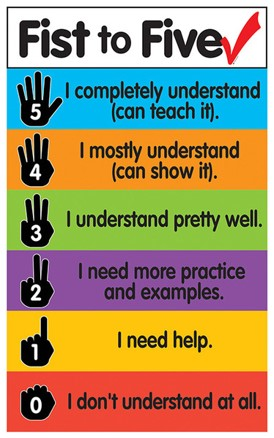 Fist to Five
5
I completely understand
(can teach it).
4
I mostly understand
(can show it).
3
I understand pretty well.
2
I need more practice
and examples.
1
I need help.
0
I don't understand at all.